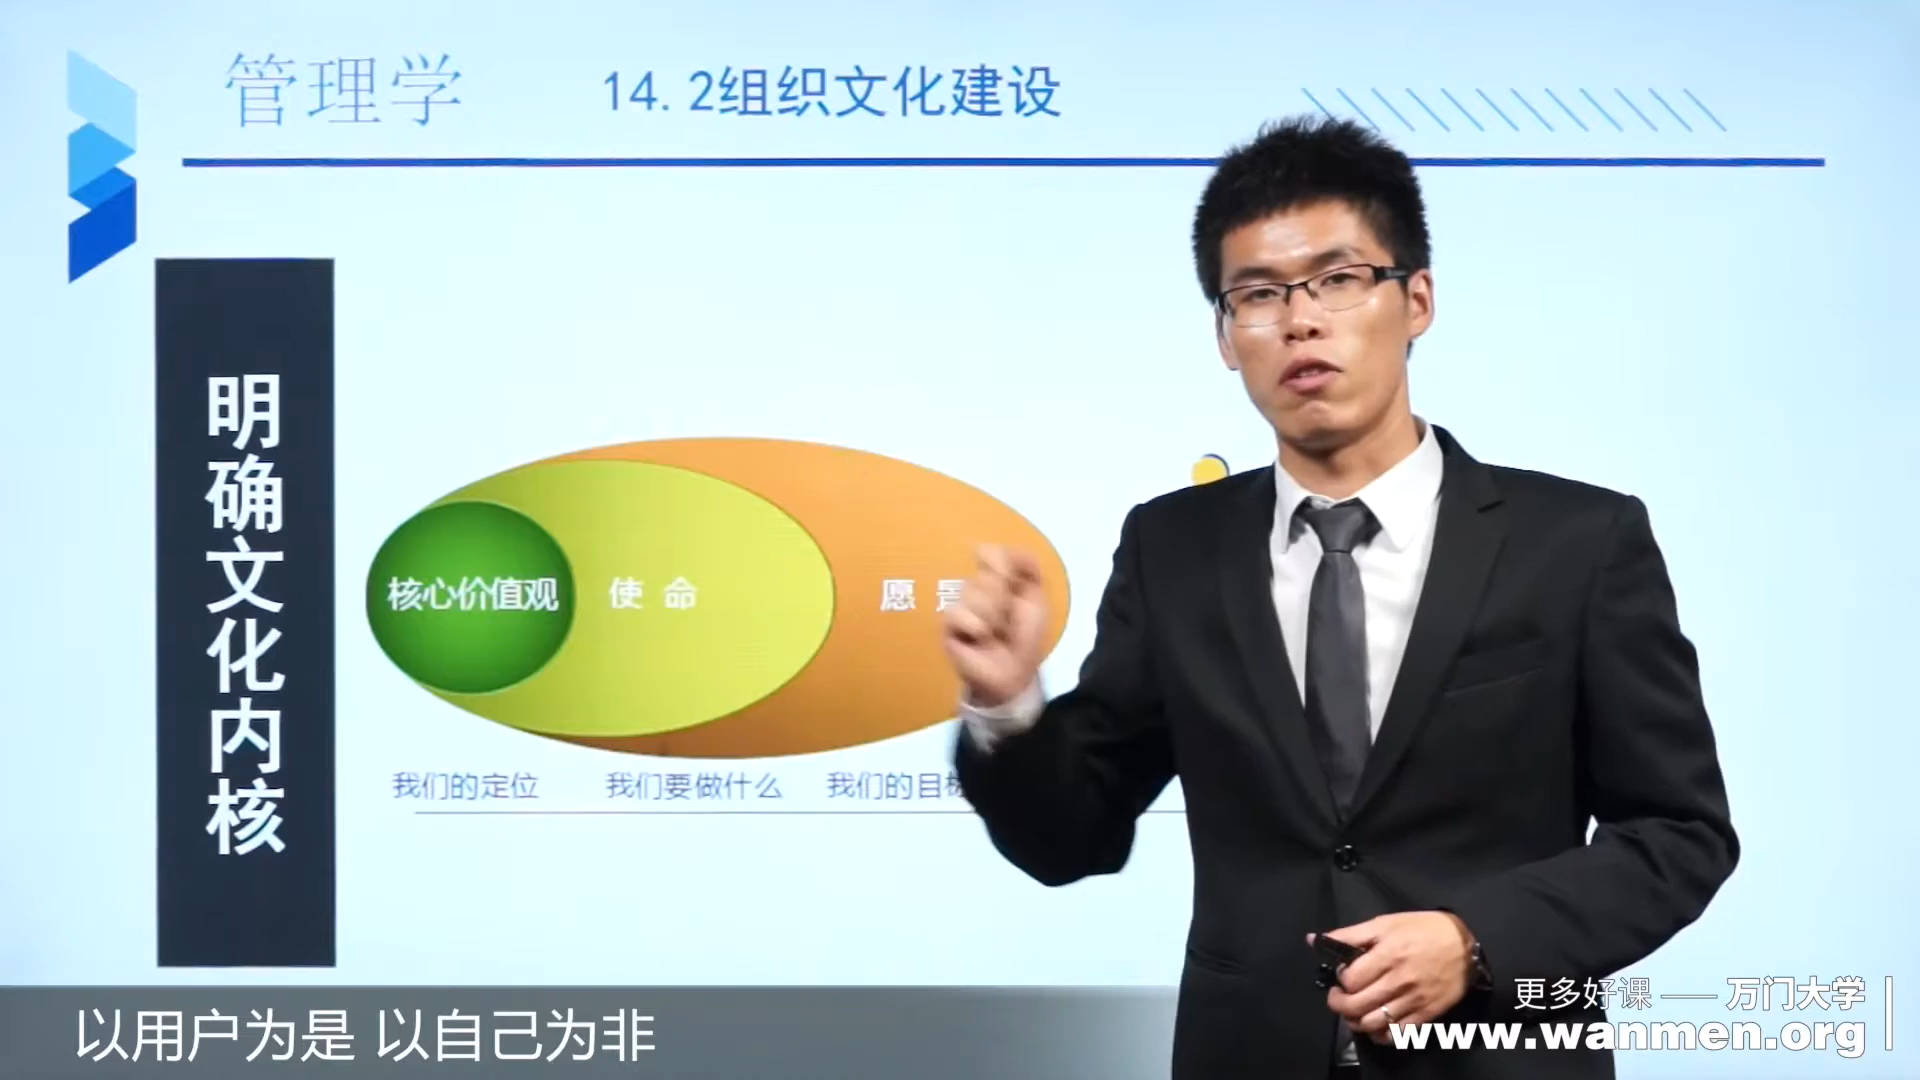 管理学
14.2组织文化建设
明确文化内核
核心价值观
使 命
愿
我们的定位
我们要做什么
我们的目
以用户为是 以自己为非
更多好课 —— 万门大学
www.wanmen.org